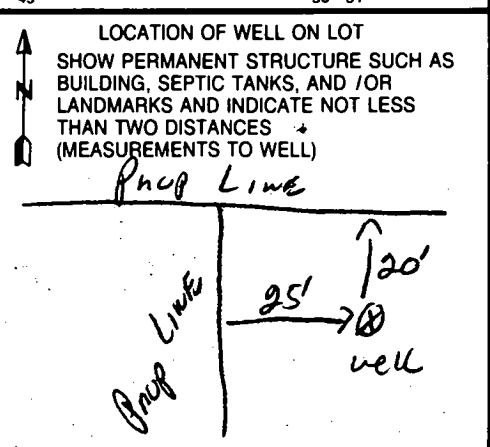 LOCATION OF WELL ON LOT
SHOW PERMANENT STRUCTURE SUCH AS
BUILDING, SEPTIC TANKS, AND /OR
LANDMARKS AND INDICATE NOT LESS
THAN TWO DISTANCES
(MEASUREMENTS TO WELL)
N
Prop Line
20'
25'
Prop Line
well